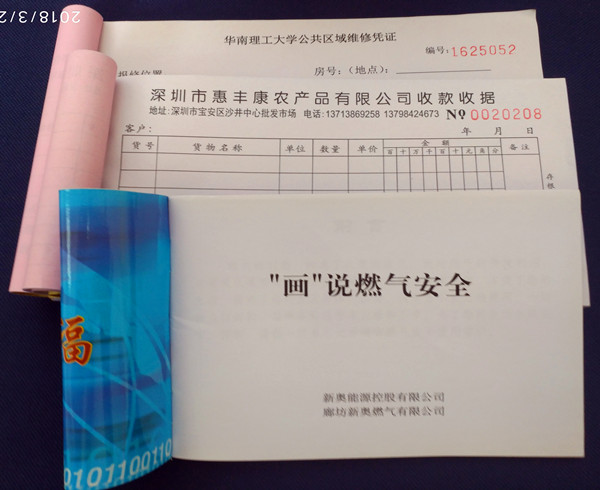 2018/3/2
华南理工大学公共区域维修凭证
编号:1625052
报修位置 房号:(地点):
深圳市惠丰康农产品有限公司收款收据
地址:深圳市宝安区沙井中心批发市场 电话:13713869258 13798424673 № 0020208
客户: 年 月 日
货号 货物名称 单位 数量 单价 金额 备注
百 十 万 千 百 十 元 角 分
存根
"画"说燃气安全
新奥能源控股有限公司
廊坊新奥燃气有限公司
福
0101100110